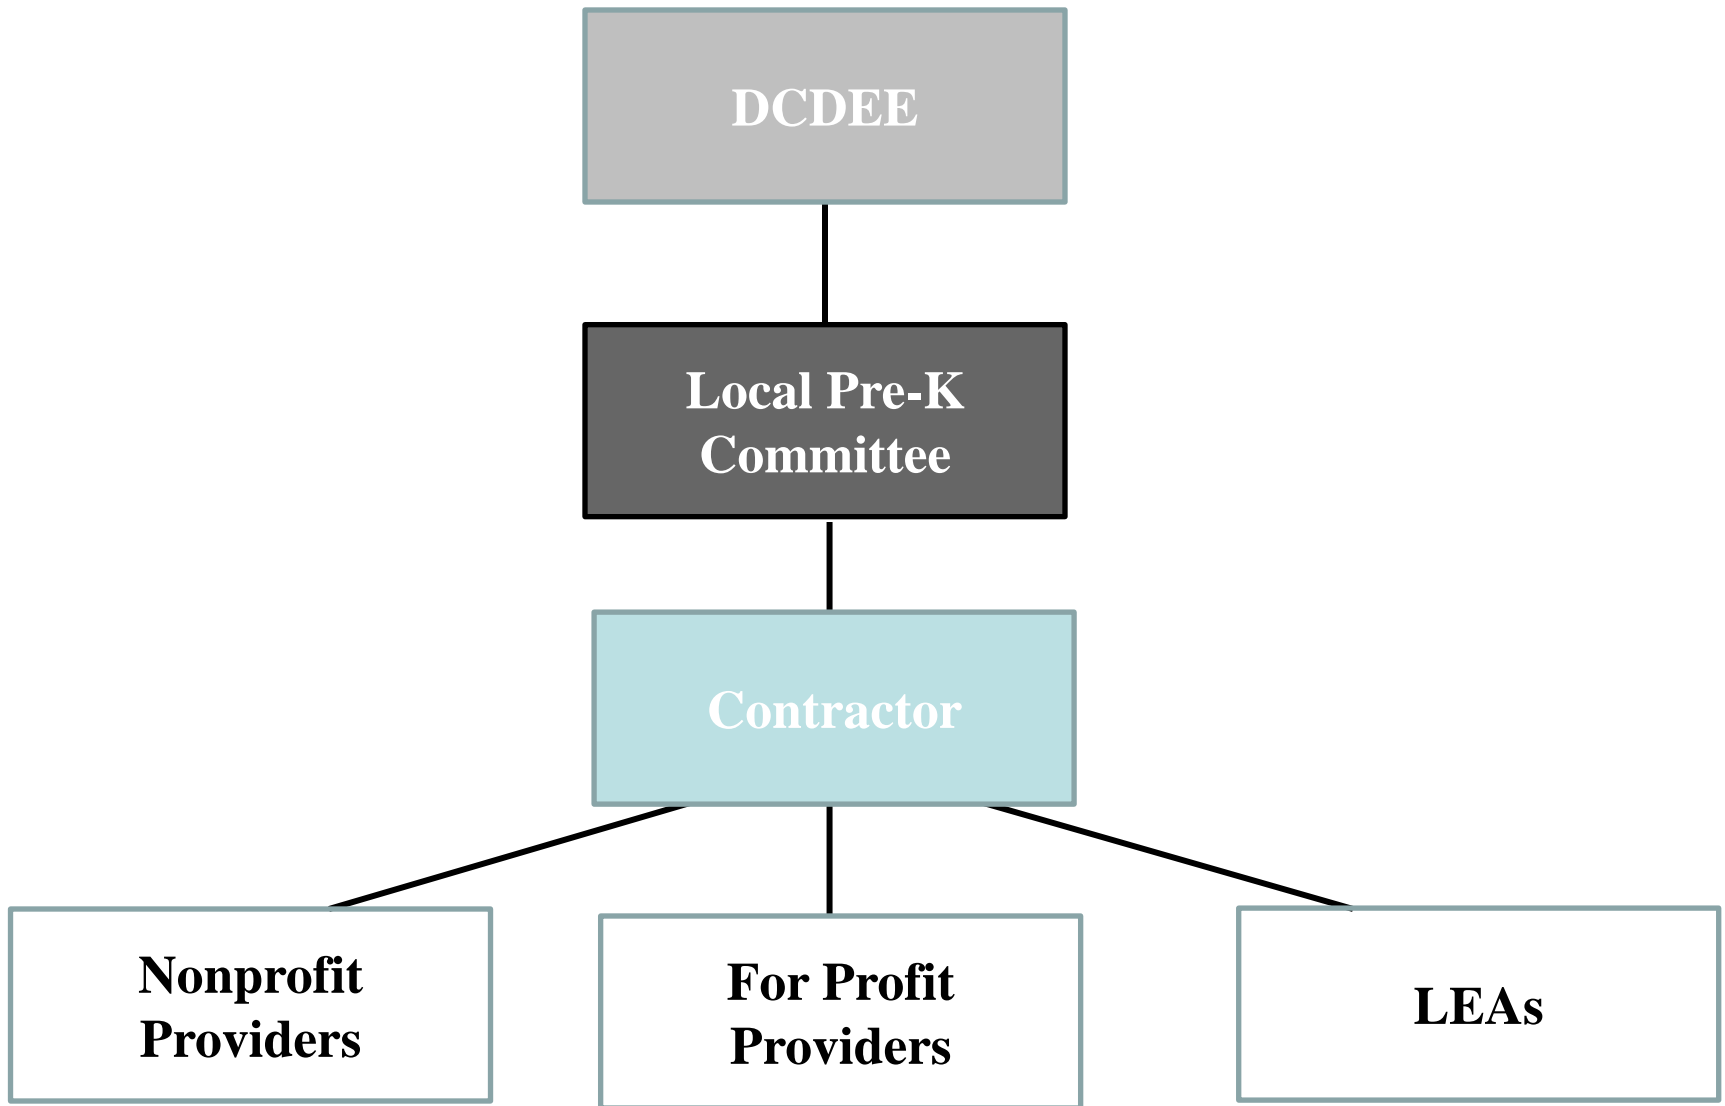 DCDEE
Local Pre-K
Committee
Contractor
Nonprofit
Providers
For Profit
Providers
LEAs